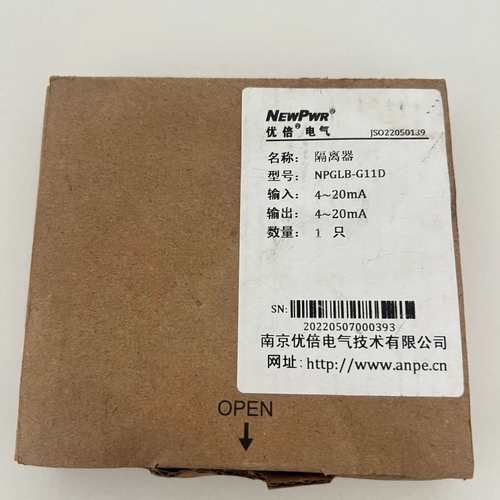 NEWPWR®
优倍®电气 JSO22050139
名称: 隔离器
型号: NPGLB-G11D
输入: 4~20mA
输出: 4~20mA
数量: 1 只
SN:
20220507000393
南京优倍电气技术有限公司
网址:http://www.anpe.cn
OPEN